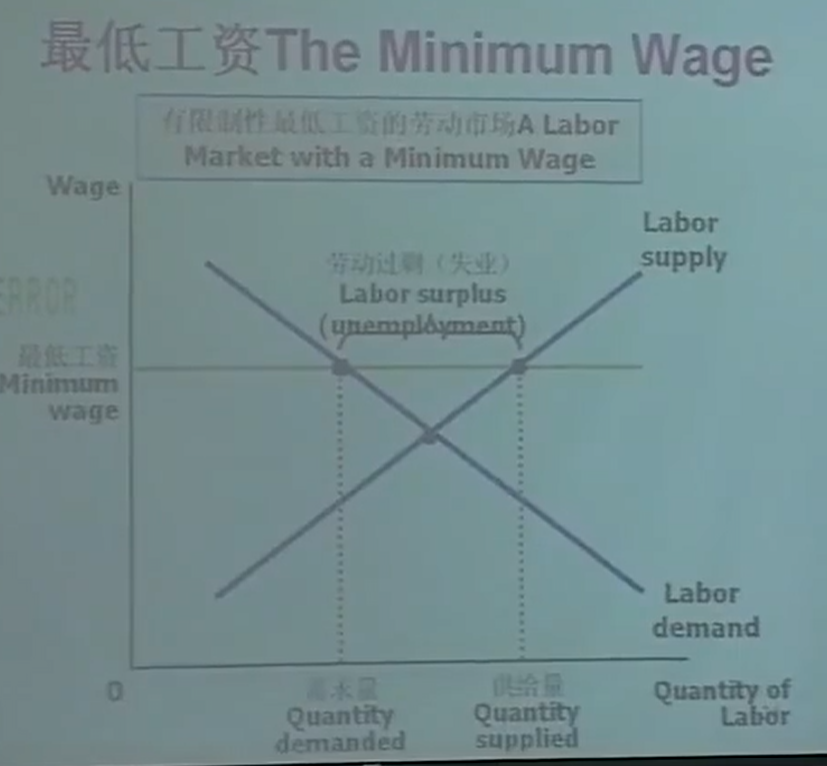 最低工资The Minimum Wage
有限制性最低工资的劳动市场A Labor
Market with a Minimum Wage
Wage
Labor
supply
劳动过剩（失业）
Labor surplus
(unemployment)
ERROR
最低工资
Minimum
wage
Labor
demand
0
需求量
Quantity
demanded
供给量
Quantity
supplied
Quantity of
Labor